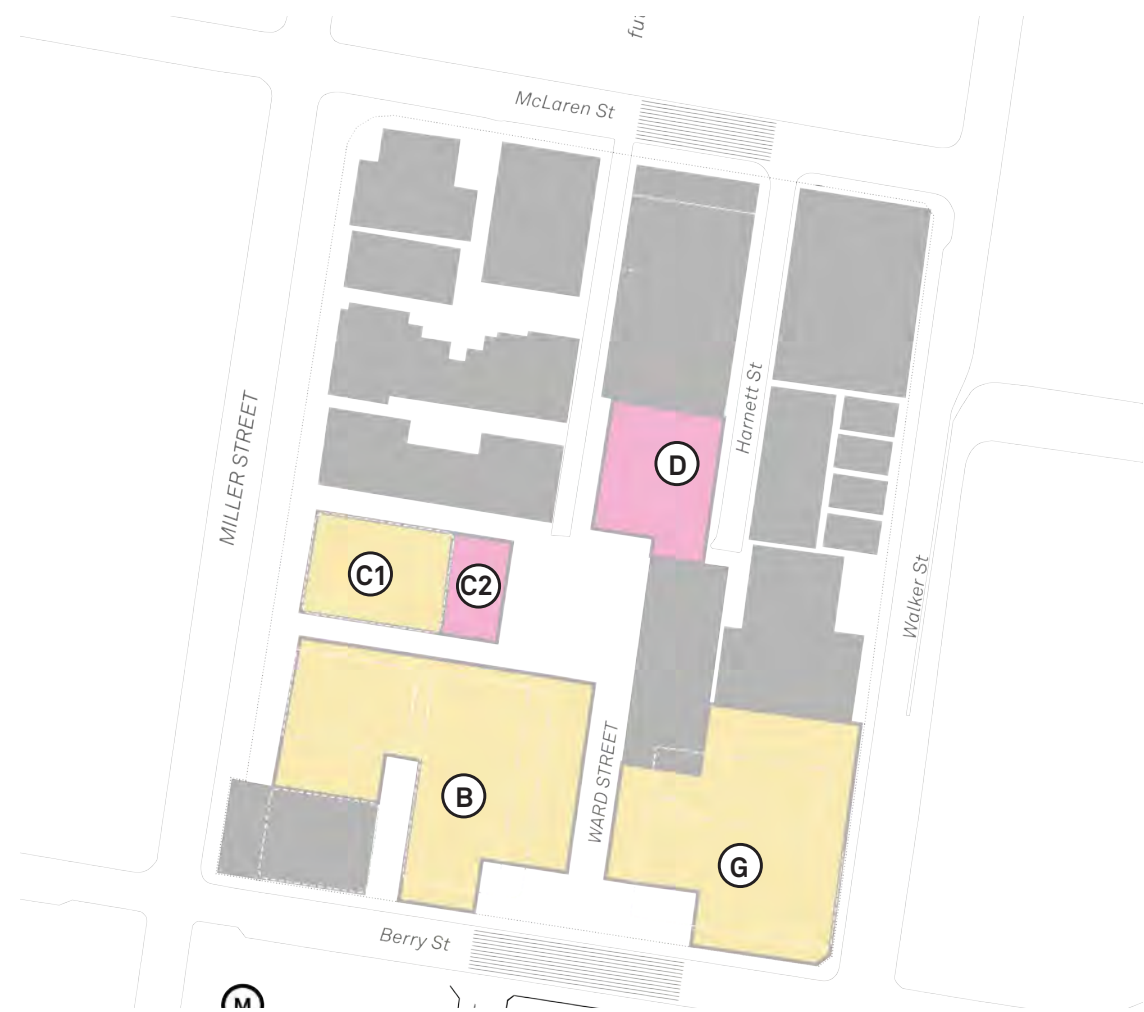 McLaren St
Harnett St
MILLER STREET
D
C1
C2
Walker St
WARD STREET
B
G
Berry St
M